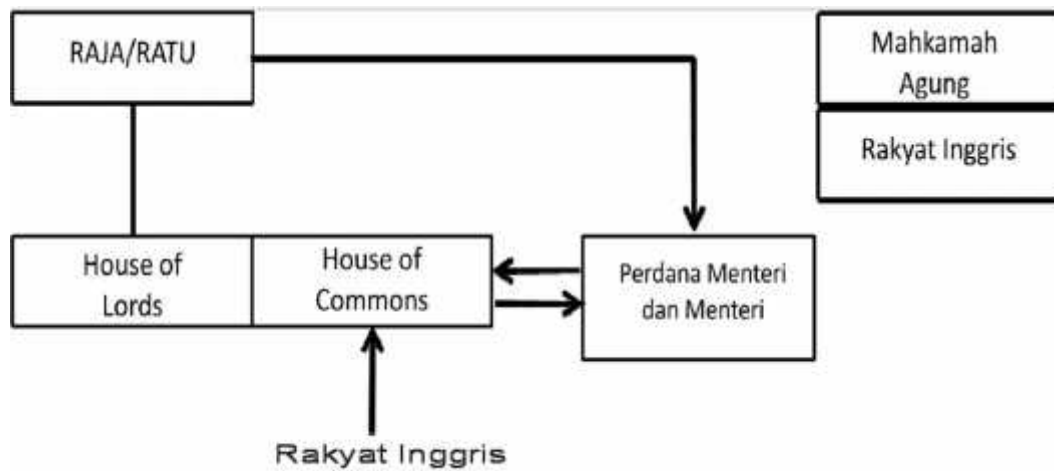 RAJA/RATU
Mahkamah
Agung
Rakyat Inggris
House of
Lords
House of
Commons
Perdana Menteri
dan Menteri
Rakyat Inggris